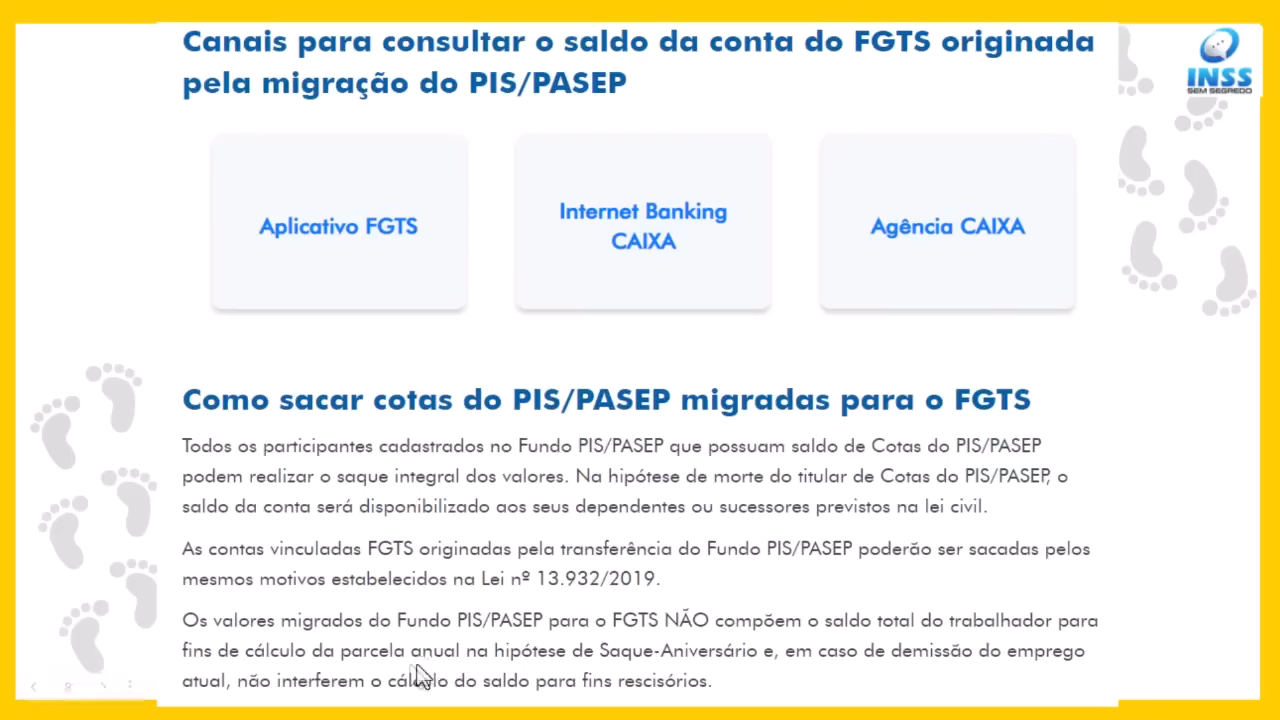 Canais para consultar o saldo da conta do FGTS originada
pela migração do PIS/PASEP
INSS
SEM SEGREDO
Aplicativo FGTS
Internet Banking
CAIXA
Agência CAIXA
Como sacar cotas do PIS/PASEP migradas para o FGTS
Todos os participantes cadastrados no Fundo PIS/PASEP que possuam saldo de Cotas do PIS/PASEP
podem realizar o saque integral dos valores. Na hipótese de morte do titular de Cotas do PIS/PASEP, o
saldo da conta será disponibilizado aos seus dependentes ou sucessores previstos na lei civil.
As contas vinculadas FGTS originadas pela transferência do Fundo PIS/PASEP poderão ser sacadas pelos
mesmos motivos estabelecidos na Lei nº 13.932/2019.
Os valores migrados do Fundo PIS/PASEP para o FGTS NÃO compõem o saldo total do trabalhador para
fins de cálculo da parcela anual na hipótese de Saque-Aniversário e, em caso de demissão do emprego
atual, não interferem o cálculo do saldo para fins rescisórios.